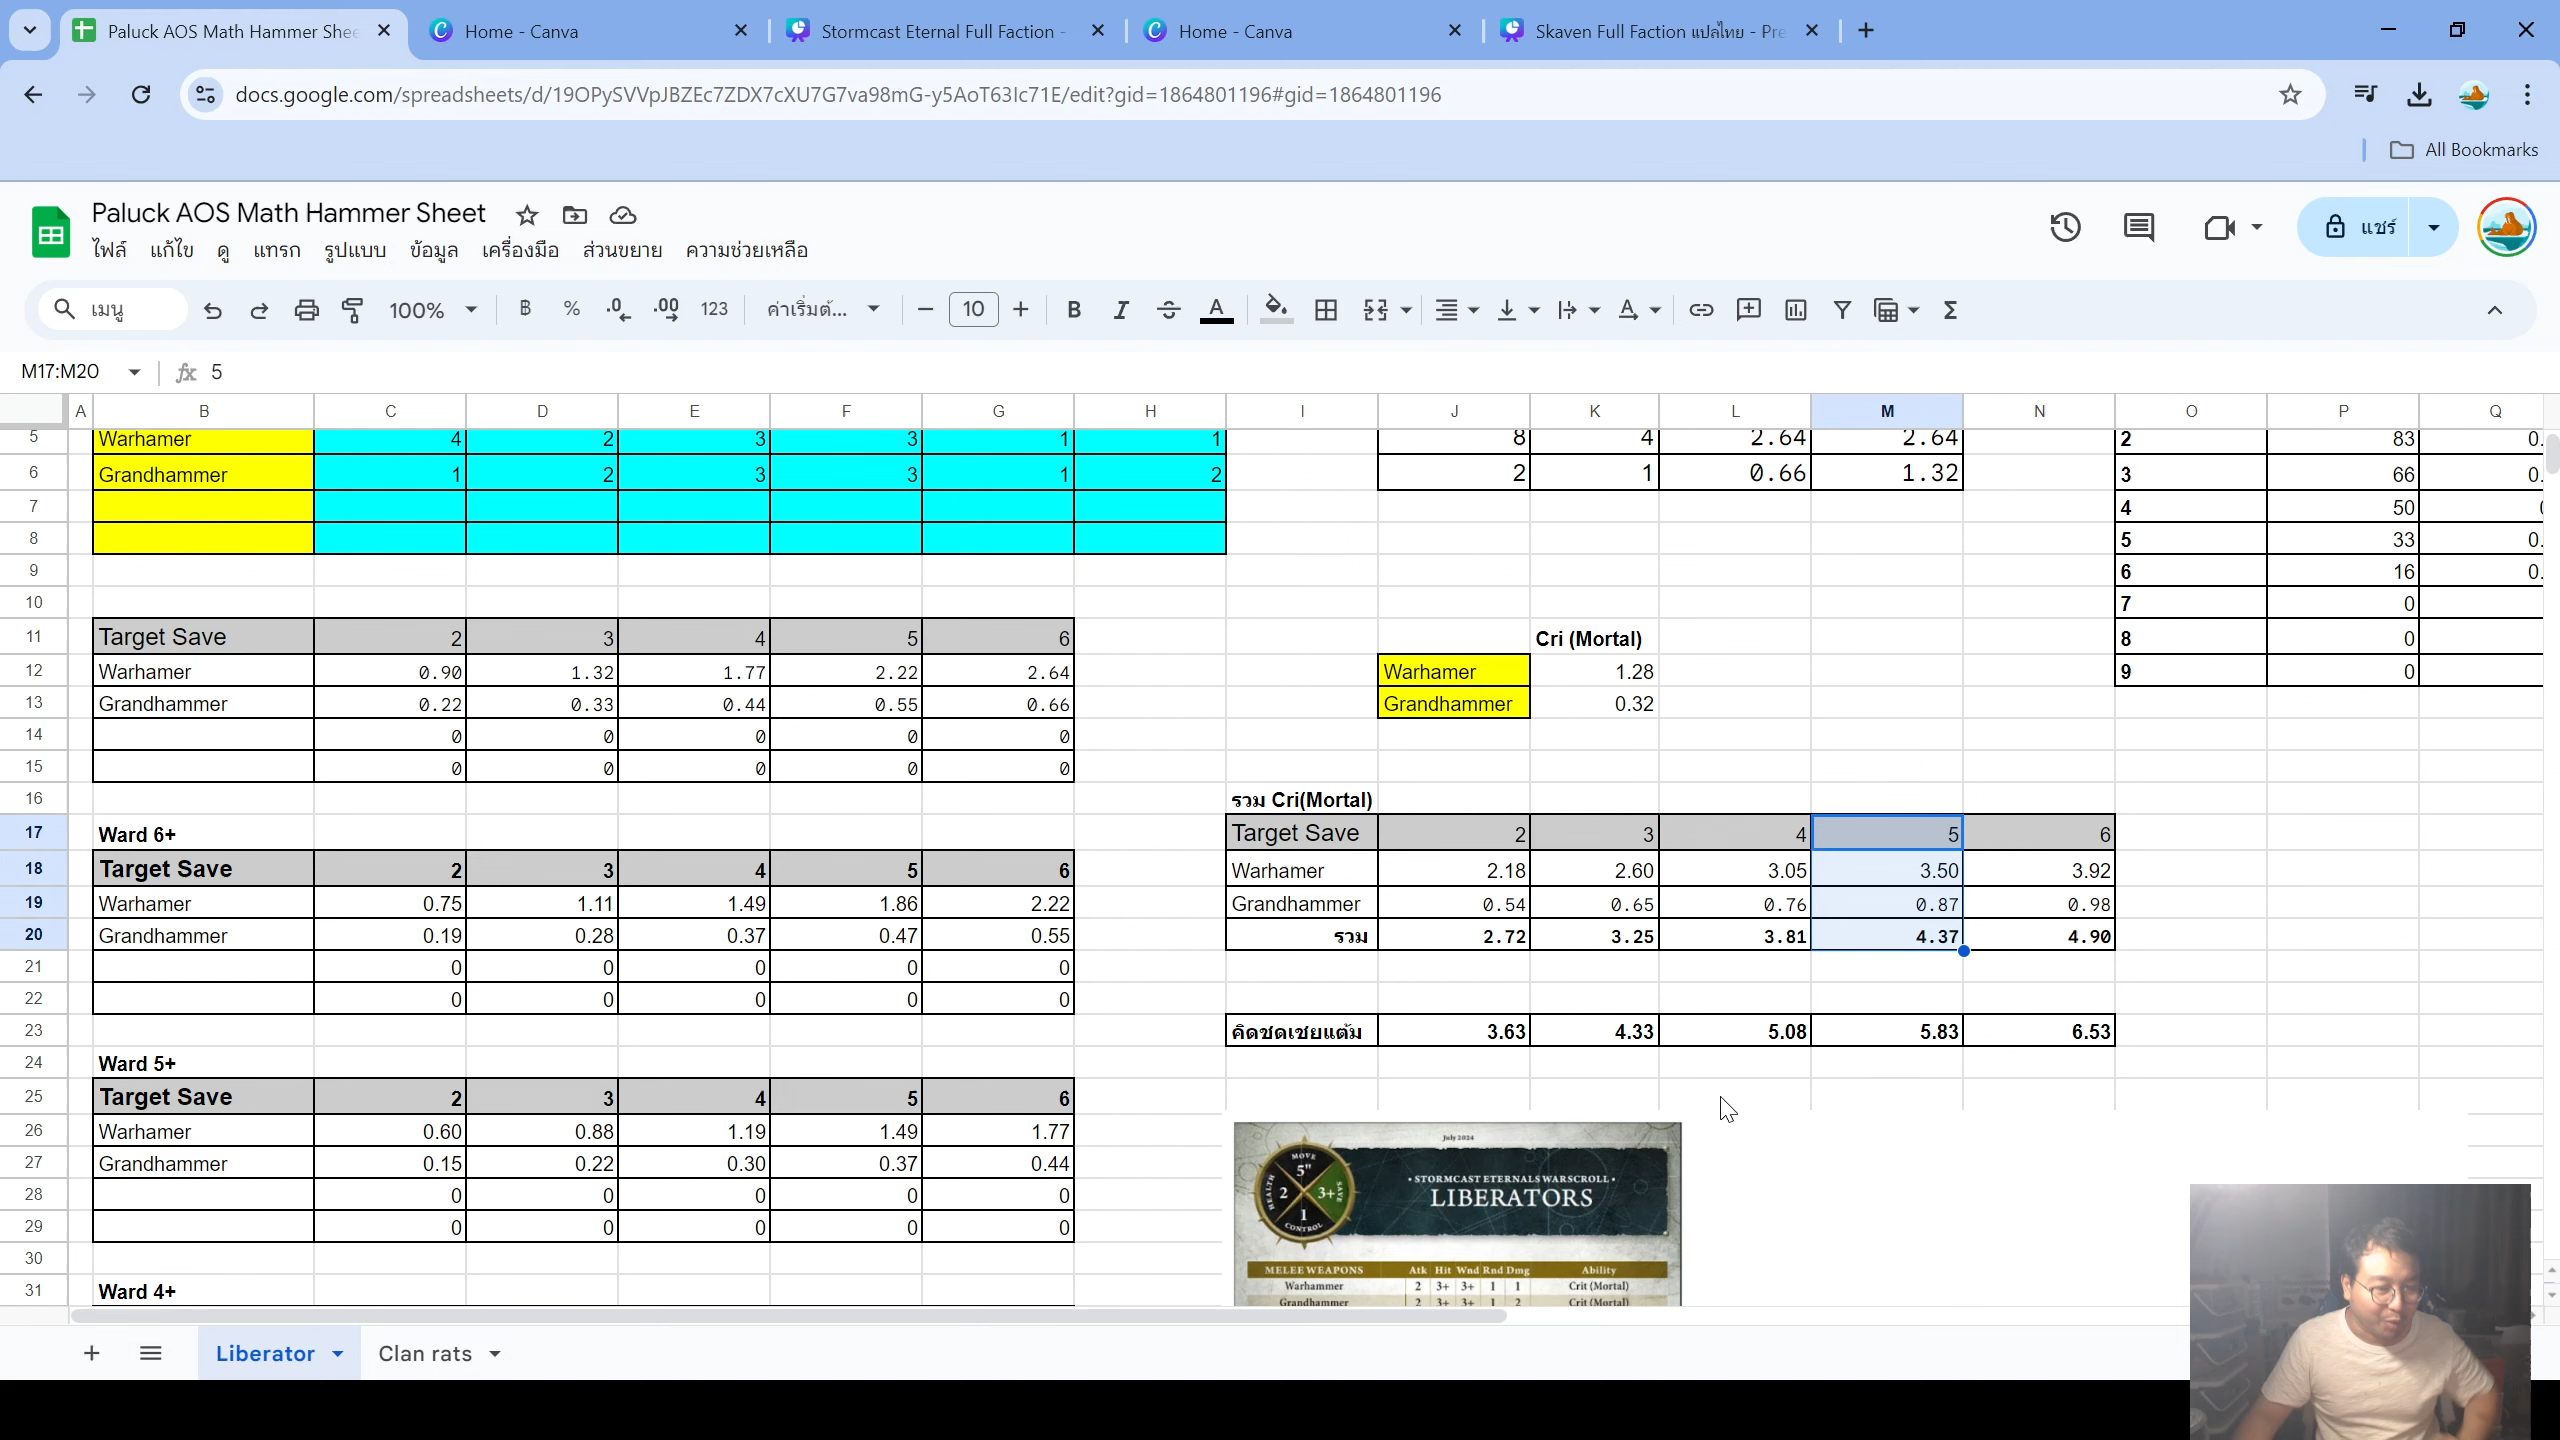 Paluck AOS Math Hammer Shee
Home - Canva
Stormcast Eternal Full Faction -
Home - Canva
Skaven Full Faction แปลไทย - Pre
docs.google.com/spreadsheets/d/19OPySVVpJBZEc7ZDX7cXU7G7va98mG-y5AoT63Ic71E/edit?gid=1864801196#gid=1864801196
All Bookmarks
Paluck AOS Math Hammer Sheet
ไฟล์ แก้ไข ดู แทรก รูปแบบ ข้อมูล เครื่องมือ ส่วนขยาย ความช่วยเหลือ
แชร์
เมนู 100% ฿ % .0 .00 123 ค่าเริ่มต้... 10 B I A Σ
M17:M20 fx 5
A B C D E F G H I J K L M N O P Q
5 Warhamer 4 2 3 3 1 1 8 4 2.64 2.64 2 83 0.
6 Grandhammer 1 2 3 3 1 2 2 1 0.66 1.32 3 66 0.
7 4 50
8 5 33 0.
9 6 16 0.
10 7 0
11 Target Save 2 3 4 5 6 Cri (Mortal) 8 0
12 Warhamer 0.90 1.32 1.77 2.22 2.64 Warhamer 1.28 9 0
13 Grandhammer 0.22 0.33 0.44 0.55 0.66 Grandhammer 0.32
14 0 0 0 0 0
15 0 0 0 0 0
16 รวม Cri(Mortal)
17 Ward 6+ Target Save 2 3 4 5 6
18 Target Save 2 3 4 5 6 Warhamer 2.18 2.60 3.05 3.50 3.92
19 Warhamer 0.75 1.11 1.49 1.86 2.22 Grandhammer 0.54 0.65 0.76 0.87 0.98
20 Grandhammer 0.19 0.28 0.37 0.47 0.55 รวม 2.72 3.25 3.81 4.37 4.90
21 0 0 0 0 0
22 0 0 0 0 0
23 คิดชดเชยแต้ม 3.63 4.33 5.08 5.83 6.53
24 Ward 5+
25 Target Save 2 3 4 5 6
26 Warhamer 0.60 0.88 1.19 1.49 1.77
27 Grandhammer 0.15 0.22 0.30 0.37 0.44
28 0 0 0 0 0
29 0 0 0 0 0
30
31 Ward 4+
July 2024
MOVE 5"
HEALTH 2
3+ SAVE
1 CONTROL
• STORMCAST ETERNALS WARSCROLL •
LIBERATORS
MELEE WEAPONS Atk Hit Wnd Rnd Dmg Ability
Warhammer 2 3+ 3+ 1 1 Crit (Mortal)
Grandhammer 2 3+ 3+ 1 2 Crit (Mortal)
Liberator Clan rats